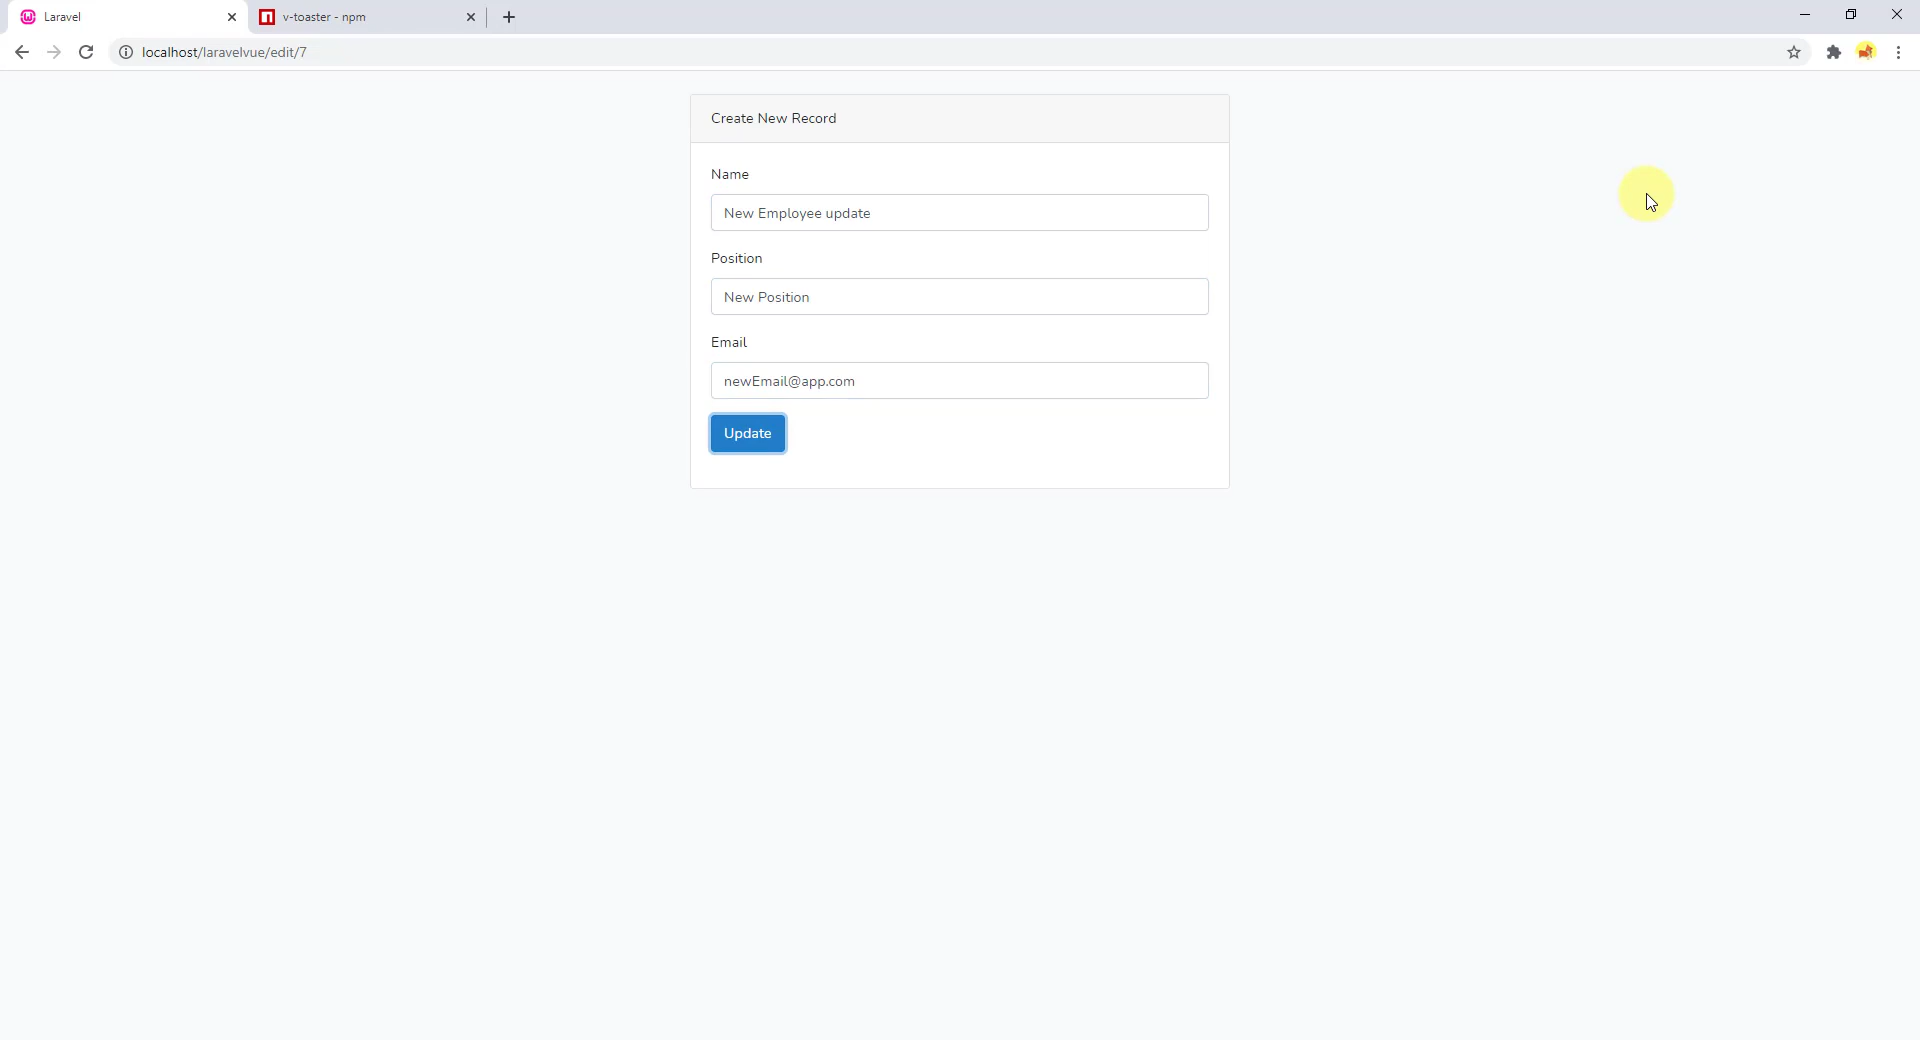 Laravel
v-toaster - npm
localhost/laravelvue/edit/7
Create New Record
Name
New Employee update
Position
New Position
Email
newEmail@app.com
Update